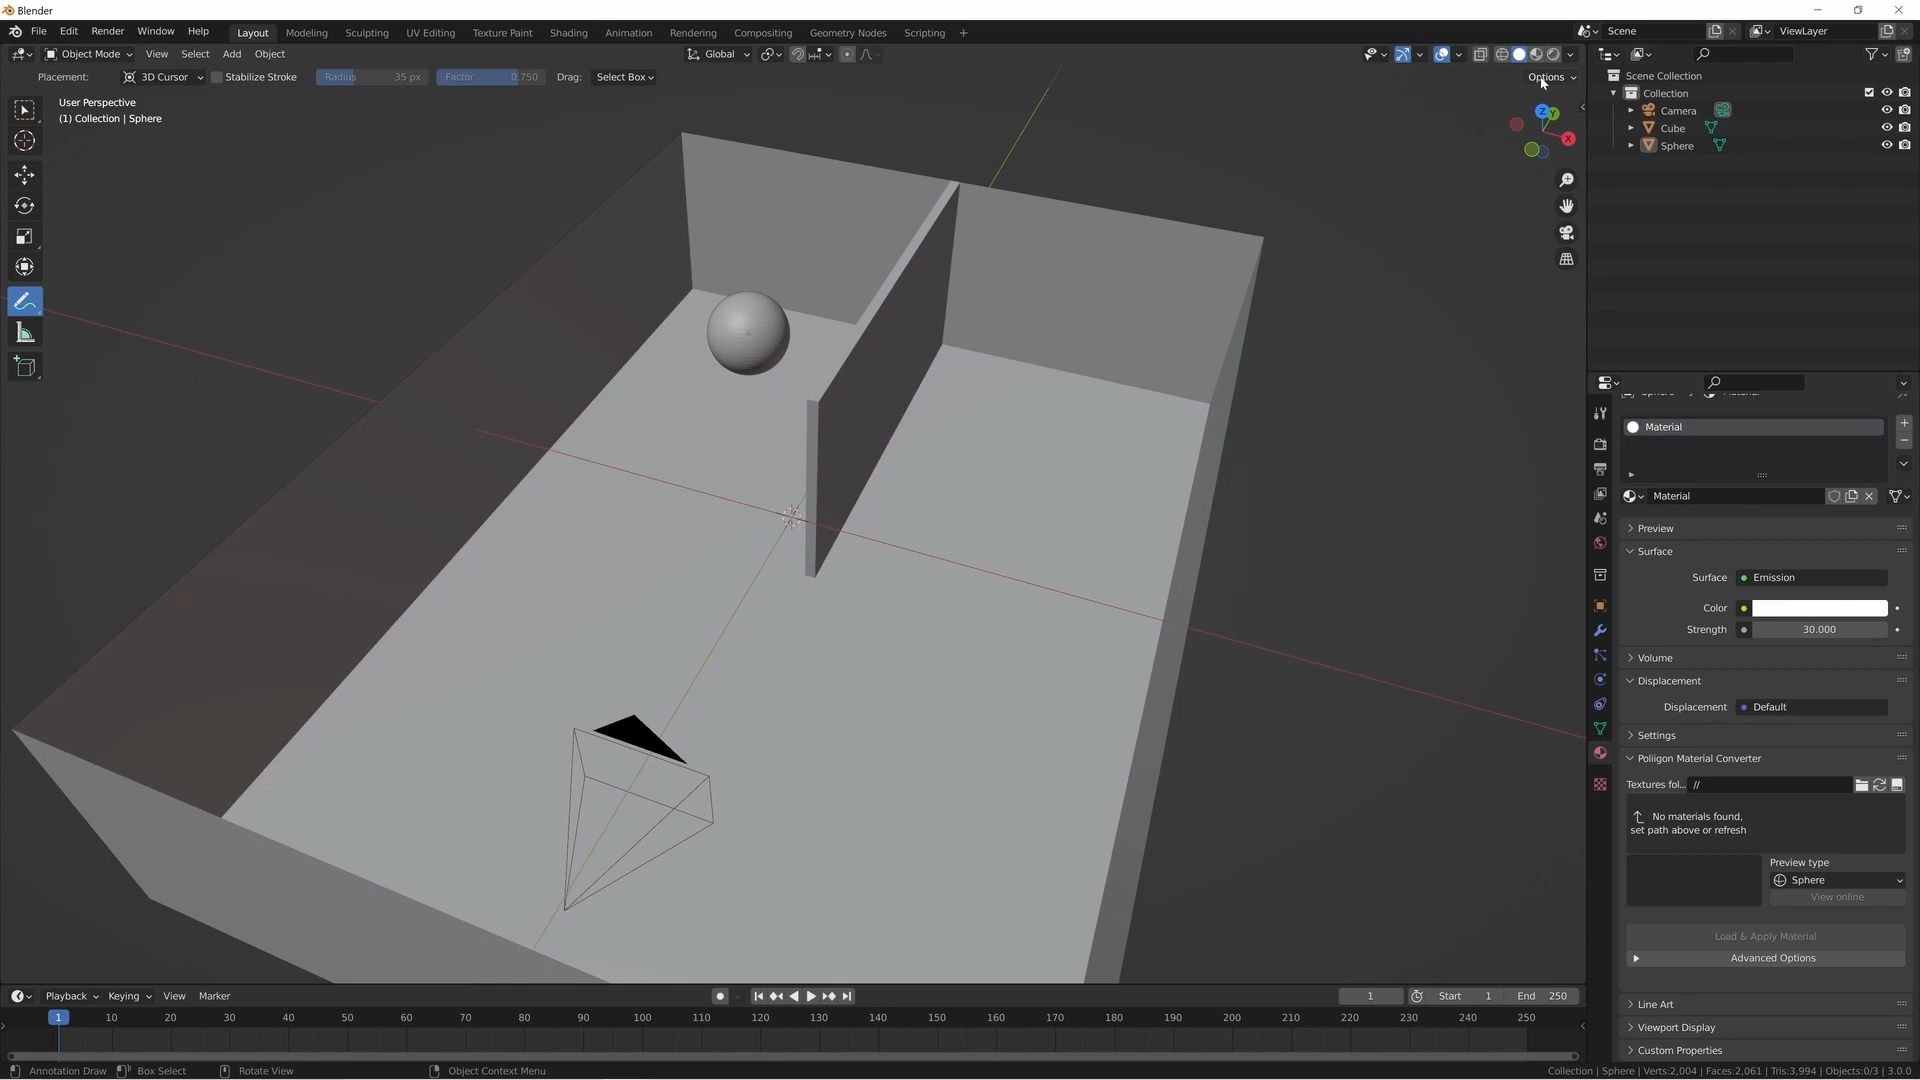 Blender
File Edit Render Window Help Layout Modeling Sculpting UV Editing Texture Paint Shading Animation Rendering Compositing Geometry Nodes Scripting + Scene ViewLayer
Object Mode View Select Add Object Global
Placement: 3D Cursor Stabilize Stroke Radius 35 px Factor 0.750 Drag: Select Box Options
User Perspective
(1) Collection | Sphere
Z
Y
X
Scene Collection
Collection
Camera
Cube
Sphere
Material
Material
Preview
Surface
Surface Emission
Color
Strength 30.000
Volume
Displacement
Displacement Default
Settings
Poliigon Material Converter
Textures fol... //
No materials found,
set path above or refresh
Preview type
Sphere
View online
Load & Apply Material
Advanced Options
Line Art
Viewport Display
Custom Properties
Playback Keying View Marker 1 Start 1 End 250
1 10 20 30 40 50 60 70 80 90 100 110 120 130 140 150 160 170 180 190 200 210 220 230 240 250
Annotation Draw Box Select Rotate View Object Context Menu Collection | Sphere | Verts:2,004 | Faces:2,061 | Tris:3,994 | Objects:0/3 | 3.0.0